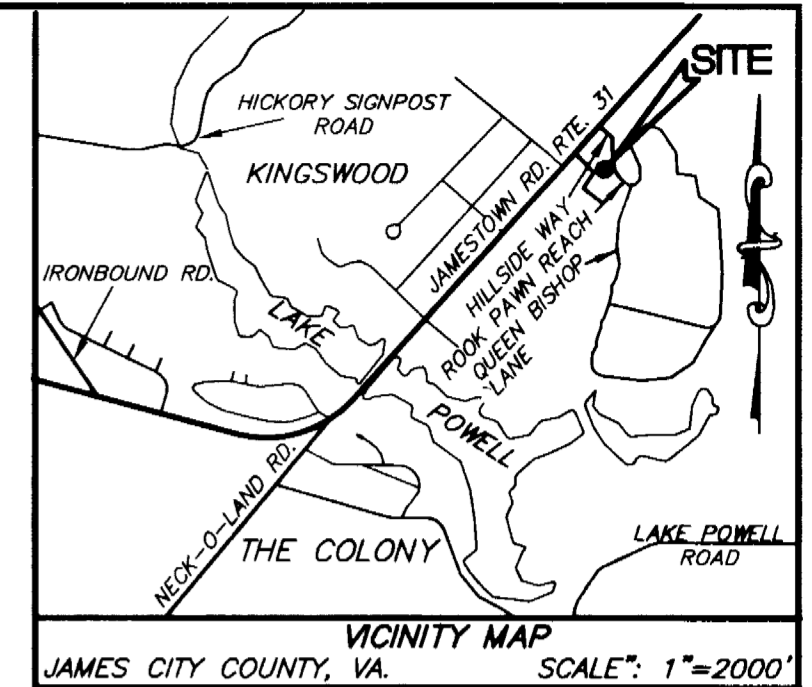 SITE
HICKORY SIGNPOST
ROAD
KINGSWOOD
JAMESTOWN RD. RTE. 31
IRONBOUND RD.
HILLSIDE WAY
ROOK PAWN REACH
QUEEN BISHOP
LANE
LAKE
POWELL
NECK-O-LAND RD.
THE COLONY
LAKE POWELL
ROAD
VICINITY MAP
JAMES CITY COUNTY, VA. SCALE": 1"=2000'